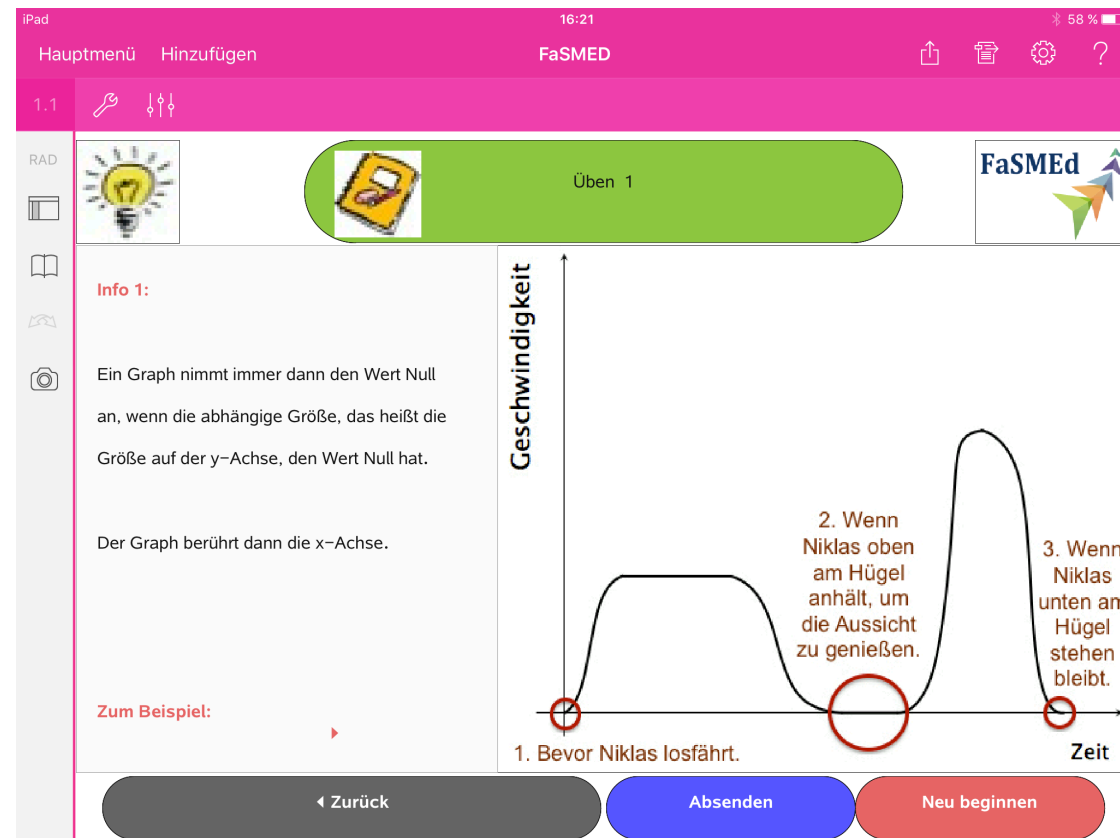 iPad
16:21
58 %
Hauptmenü
Hinzufügen
FaSMED
?
1.1
RAD
Üben 1
FaSMEd
Info 1:
Ein Graph nimmt immer dann den Wert Null
an, wenn die abhängige Größe, das heißt die
Größe auf der y−Achse, den Wert Null hat.
Der Graph berührt dann die x−Achse.
Zum Beispiel:
Geschwindigkeit
2. Wenn
Niklas oben
am Hügel
anhält, um
die Aussicht
zu genießen.
3. Wenn
Niklas
unten am
Hügel
stehen
bleibt.
1. Bevor Niklas losfährt.
Zeit
Zurück
Absenden
Neu beginnen